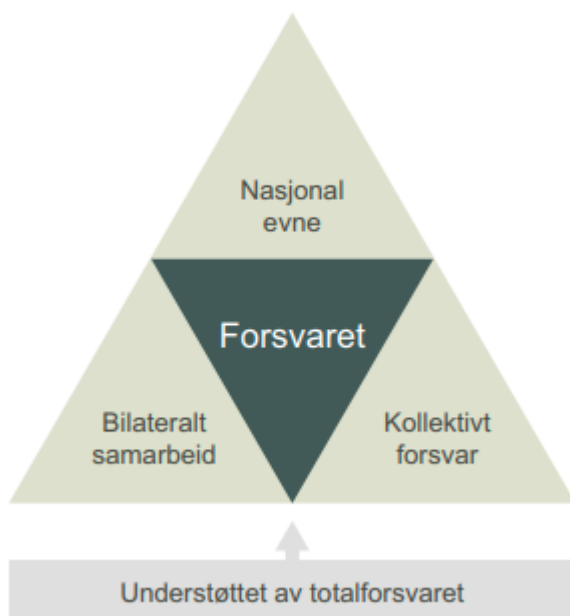 Nasjonal
evne
Forsvaret
Bilateralt
samarbeid
Kollektivt
forsvar
Understøttet av totalforsvaret